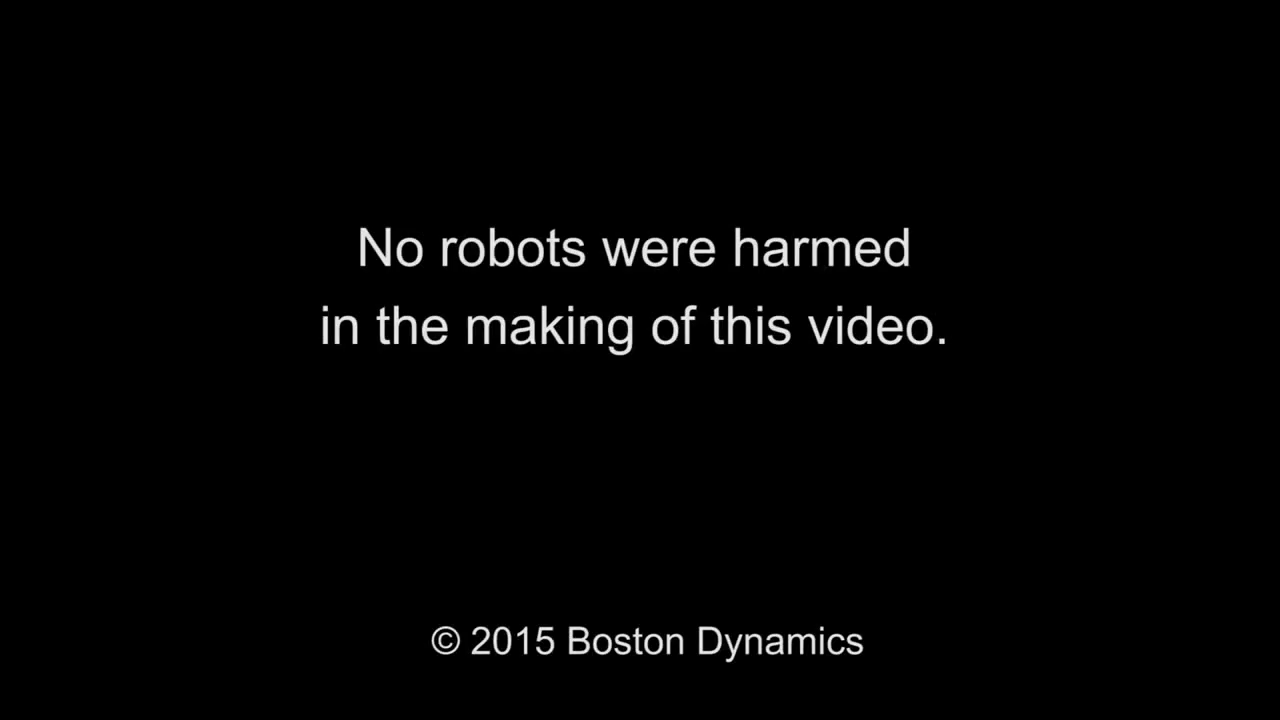 No robots were harmed
in the making of this video.
© 2015 Boston Dynamics